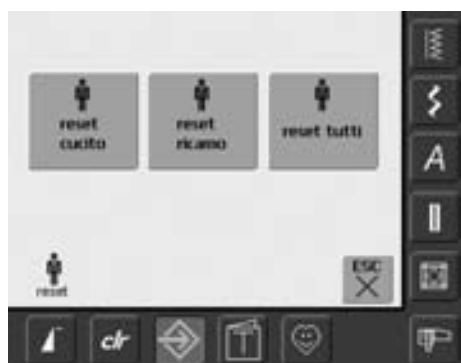 reset
cucito
reset
ricamo
reset tutti
reset
ESC
A
clr